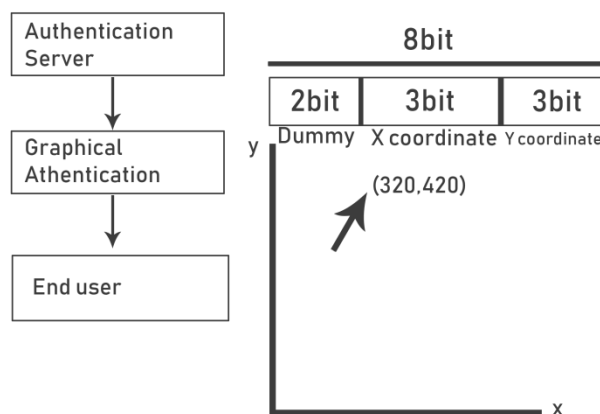 Authentication
Server
Graphical
Athentication
End user
8bit
2bit 3bit 3bit
Dummy X coordinate Y coordinate
y
(320,420)
x